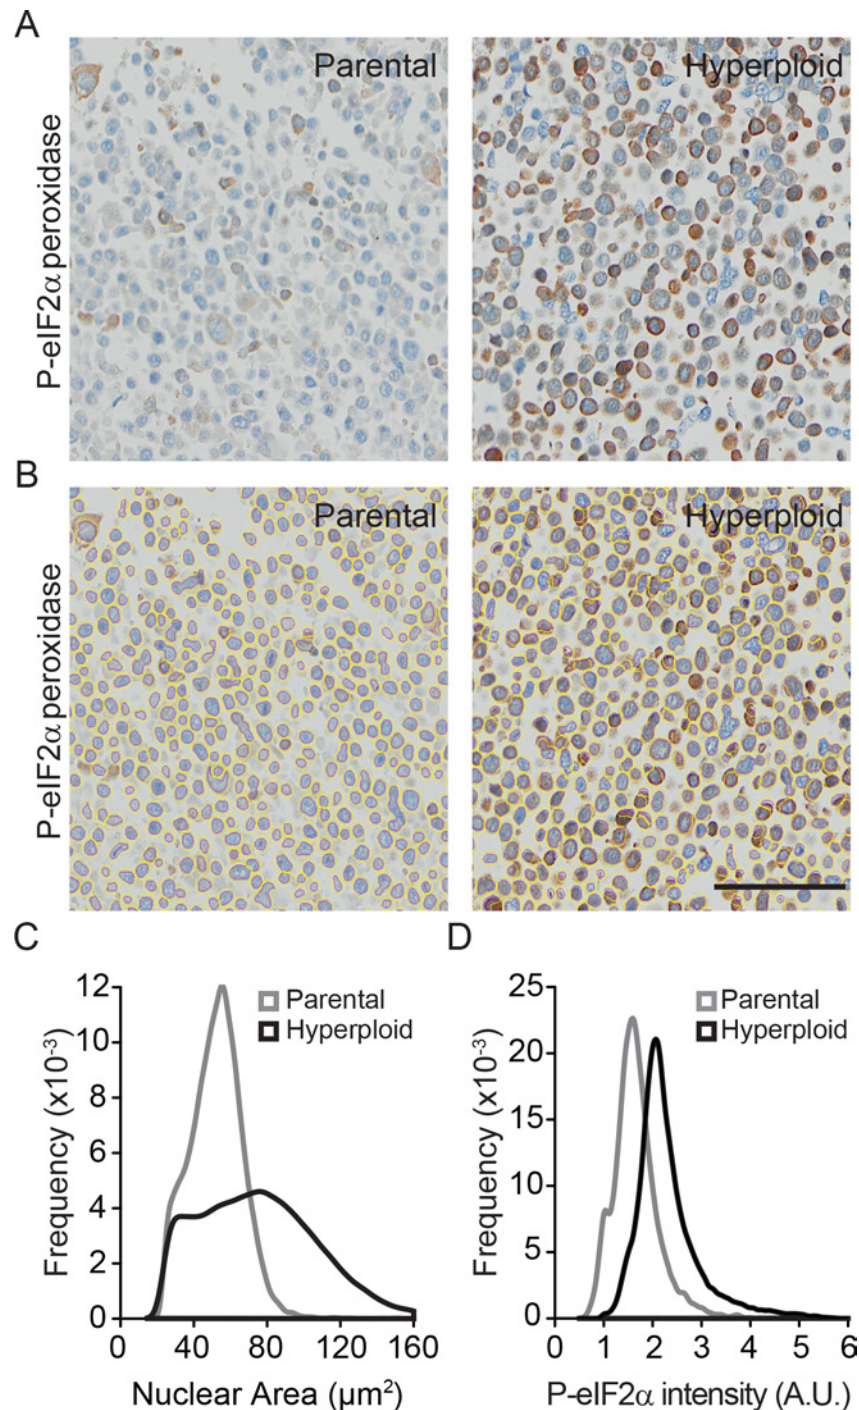 A
Parental
Hyperploid
P-eIF2α peroxidase
B
Parental
Hyperploid
P-eIF2α peroxidase
C
Parental
Hyperploid
Frequency (x10⁻³)
12
10
8
6
4
2
0
0 40 80 120 160
Nuclear Area (µm²)
D
Parental
Hyperploid
Frequency (x10⁻³)
25
20
15
10
5
0
0 1 2 3 4 5 6
P-eIF2α intensity (A.U.)